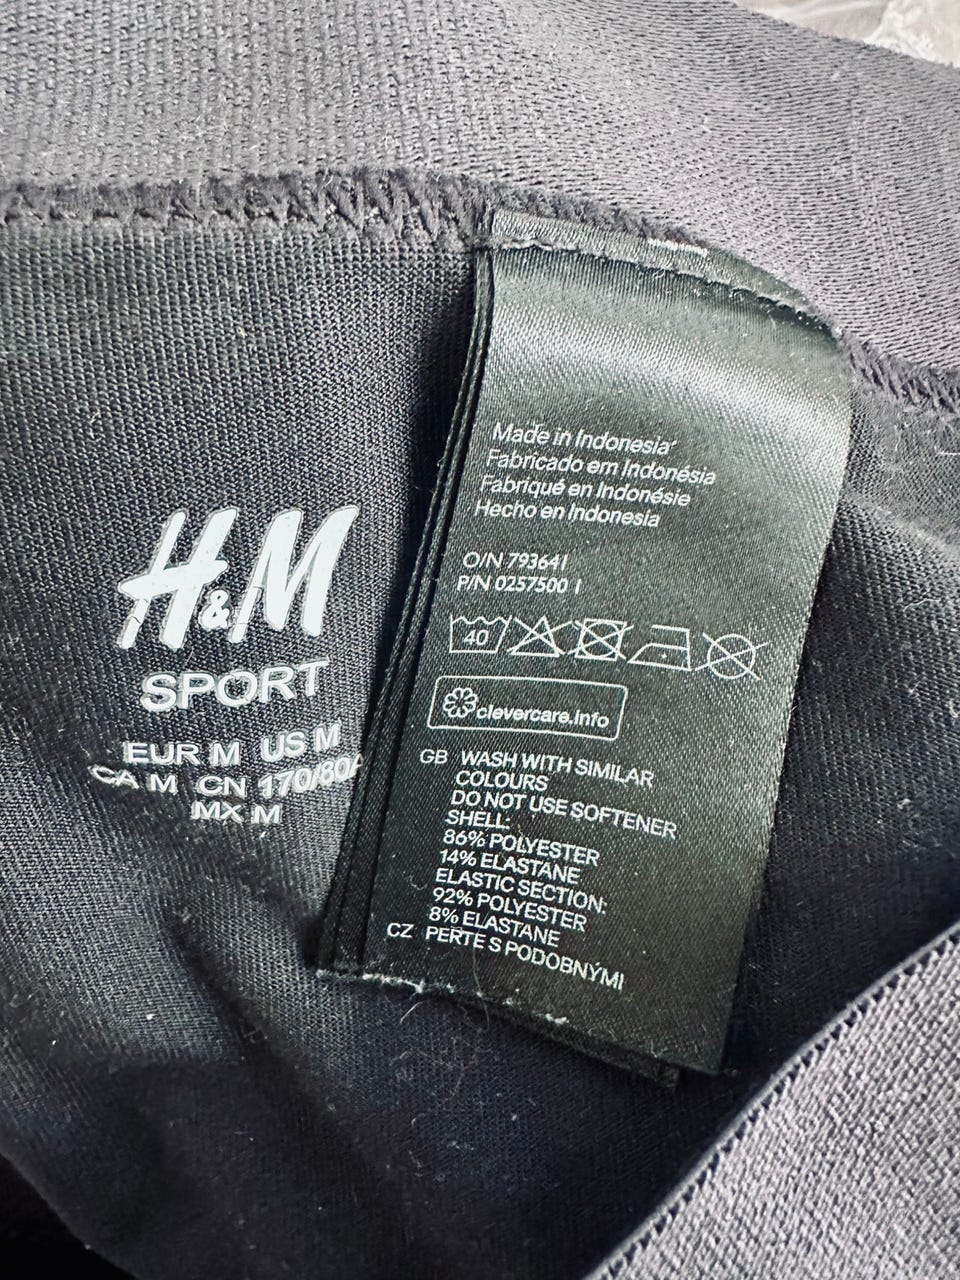 H&M
SPORT
EUR M US M
CA M CN 170/80A
MX M
Made in Indonesia
Fabricado em Indonésia
Fabriqué en Indonésie
Hecho en Indonesia
O/N 793641
P/N 0257500 1
40
clevercare.info
GB WASH WITH SIMILAR
COLOURS
DO NOT USE SOFTENER
SHELL:
86% POLYESTER
14% ELASTANE
ELASTIC SECTION:
92% POLYESTER
8% ELASTANE
CZ PERTE S PODOBNÝMI